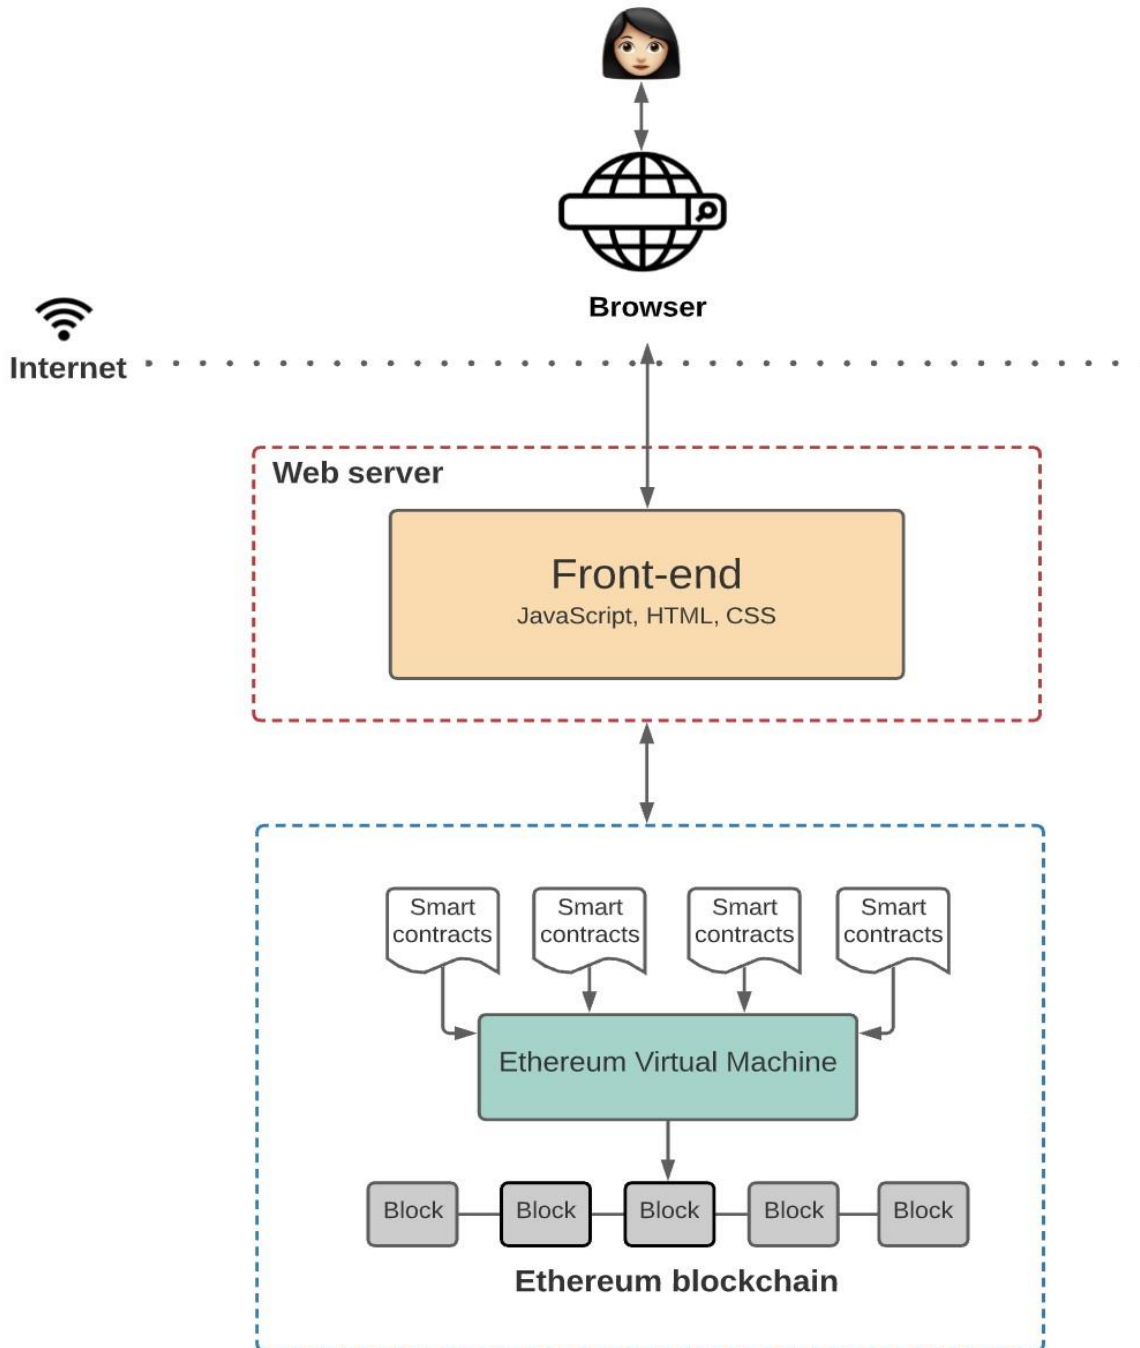 Browser
Internet
Web server
Front-end
JavaScript, HTML, CSS
Smart
contracts
Smart
contracts
Smart
contracts
Smart
contracts
Ethereum Virtual Machine
Block
Block
Block
Block
Block
Ethereum blockchain